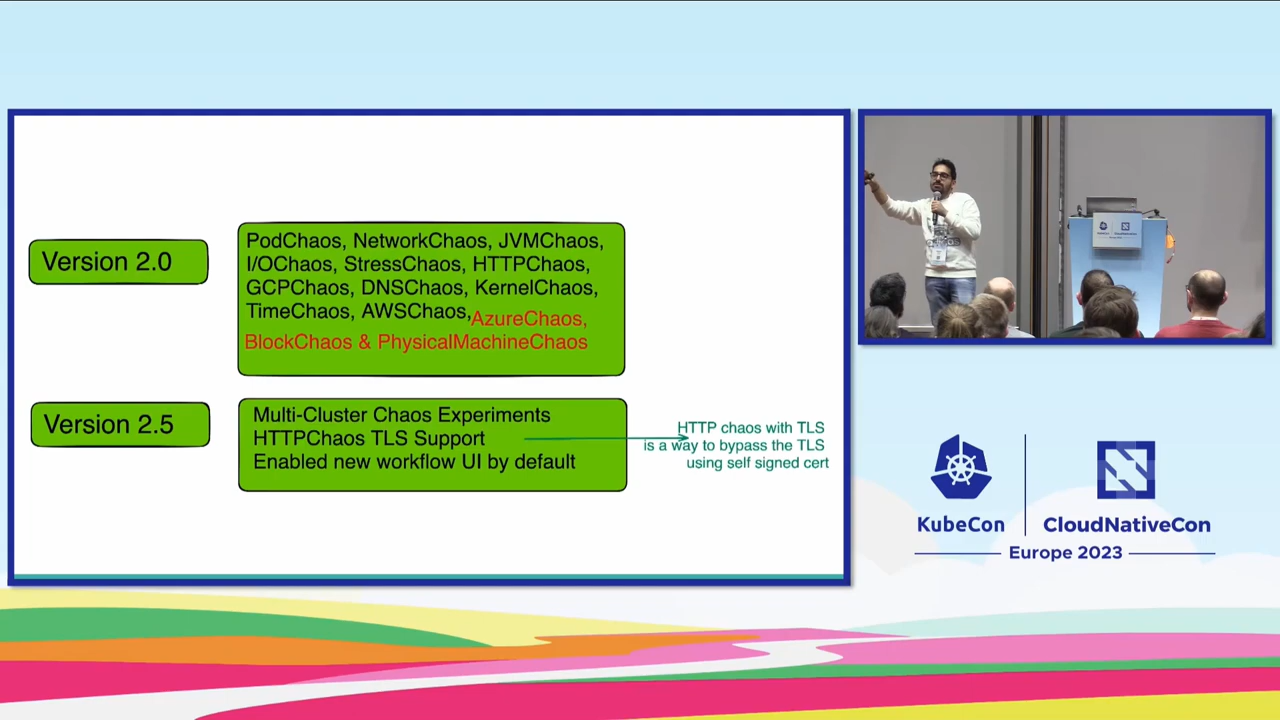 Version 2.0
PodChaos, NetworkChaos, JVMChaos,
I/OChaos, StressChaos, HTTPChaos,
GCPChaos, DNSChaos, KernelChaos,
TimeChaos, AWSChaos, AzureChaos,
BlockChaos & PhysicalMachineChaos
Version 2.5
Multi-Cluster Chaos Experiments
HTTPChaos TLS Support
Enabled new workflow UI by default
HTTP chaos with TLS
is a way to bypass the TLS
using self signed cert
KubeCon
CloudNativeCon
Europe 2023